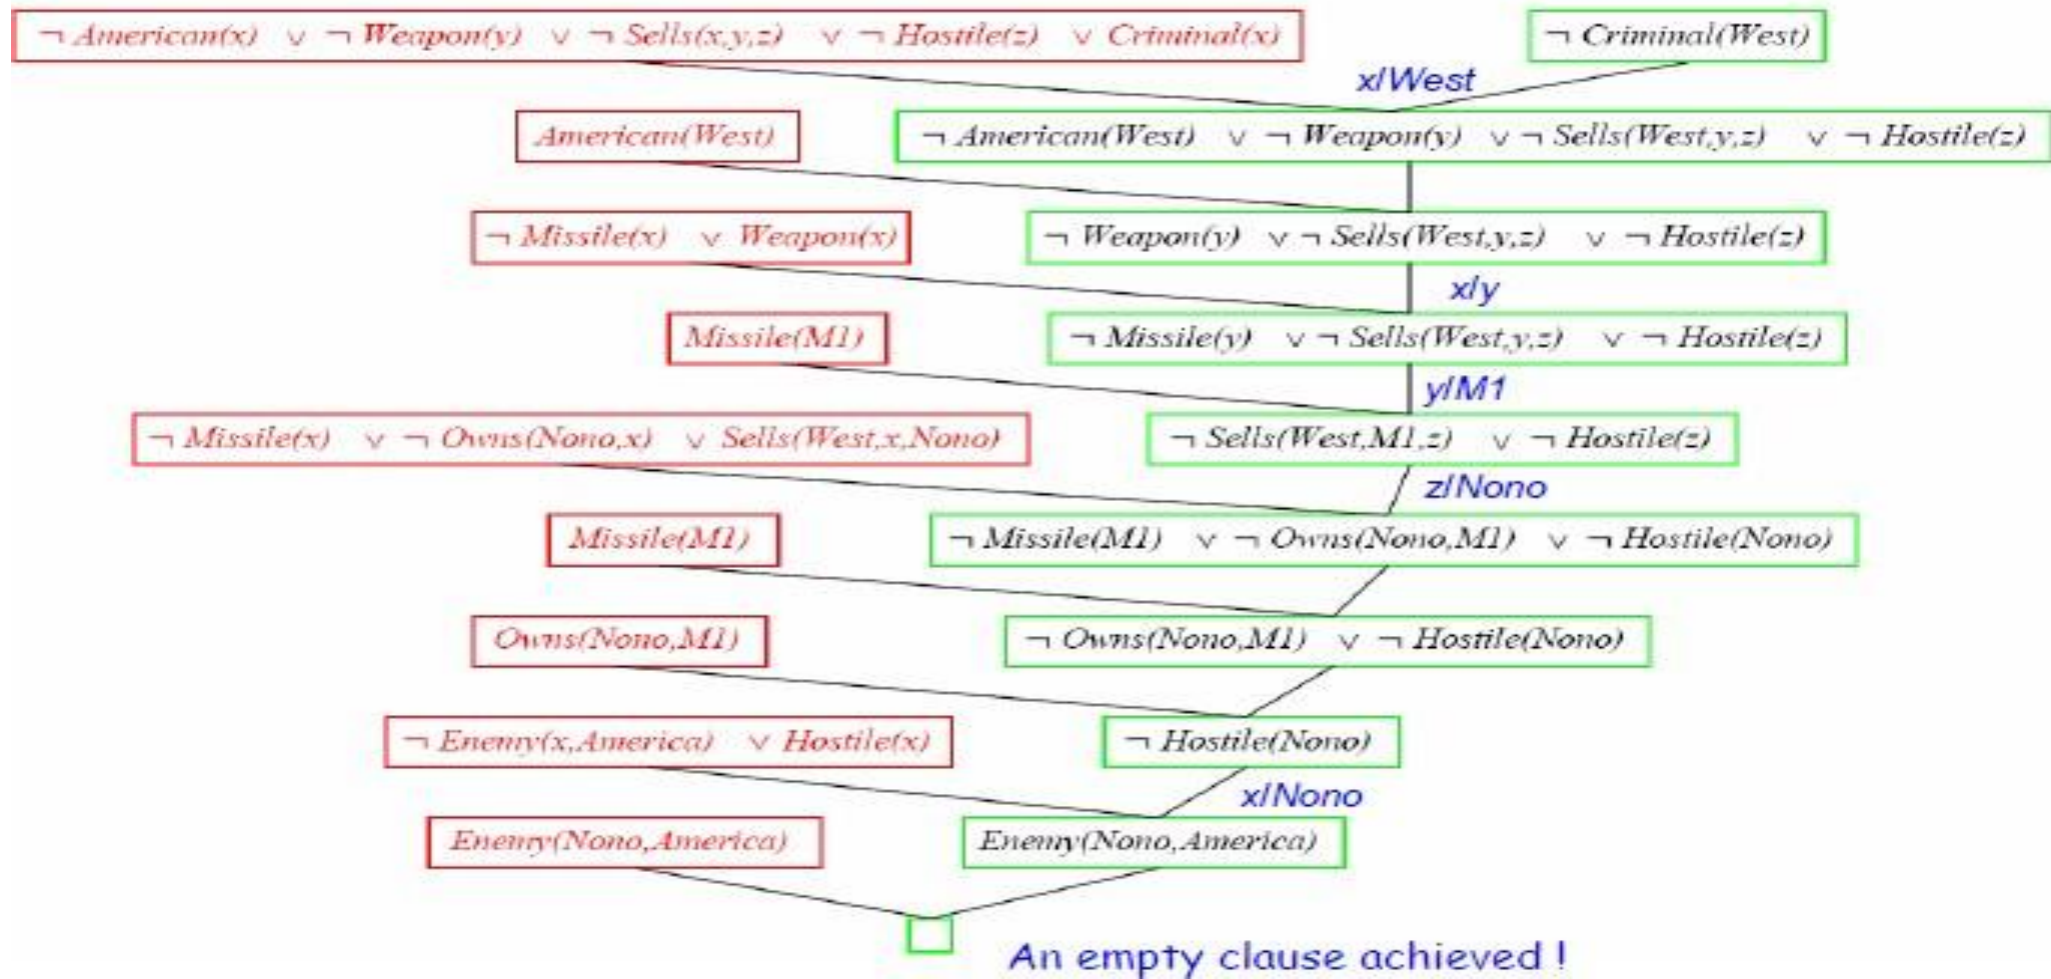 ¬ American(x) ∨ ¬ Weapon(y) ∨ ¬ Sells(x,y,z) ∨ ¬ Hostile(z) ∨ Criminal(x)
¬ Criminal(West)
x/West
American(West)
¬ American(West) ∨ ¬ Weapon(y) ∨ ¬ Sells(West,y,z) ∨ ¬ Hostile(z)
¬ Missile(x) ∨ Weapon(x)
¬ Weapon(y) ∨ ¬ Sells(West,y,z) ∨ ¬ Hostile(z)
x/y
Missile(M1)
¬ Missile(y) ∨ ¬ Sells(West,y,z) ∨ ¬ Hostile(z)
y/M1
¬ Missile(x) ∨ ¬ Owns(Nono,x) ∨ Sells(West,x,Nono)
¬ Sells(West,M1,z) ∨ ¬ Hostile(z)
z/Nono
Missile(M1)
¬ Missile(M1) ∨ ¬ Owns(Nono,M1) ∨ ¬ Hostile(Nono)
Owns(Nono,M1)
¬ Owns(Nono,M1) ∨ ¬ Hostile(Nono)
¬ Enemy(x,America) ∨ Hostile(x)
¬ Hostile(Nono)
x/Nono
Enemy(Nono,America)
Enemy(Nono,America)
An empty clause achieved !